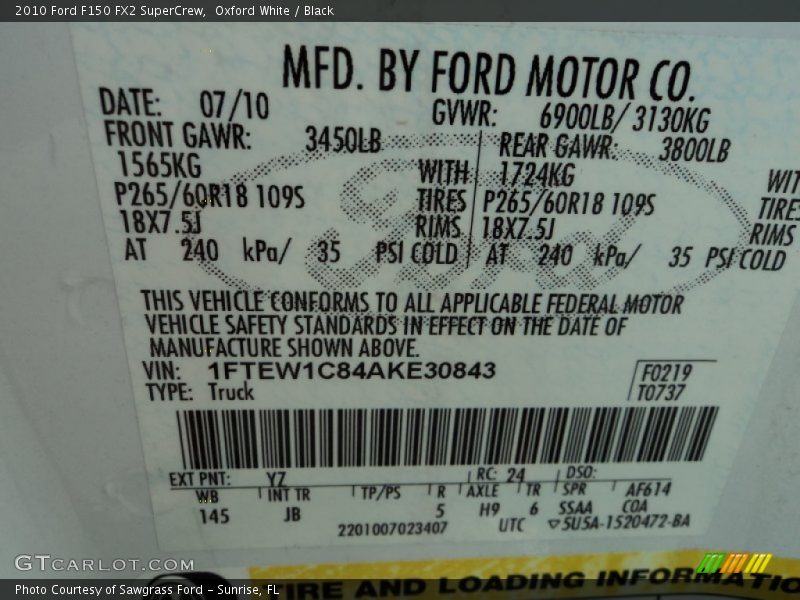 2010 Ford F150 FX2 SuperCrew,  Oxford White / Black
MFD. BY FORD MOTOR CO.
DATE: 07/10 GVWR: 6900LB/ 3130KG
FRONT GAWR: 3450LB REAR GAWR: 3800LB
1565KG WITH 1724KG WIT
P265/60R18 109S TIRES P265/60R18 109S TIRES
18X7.5J RIMS 18X7.5J RIMS
AT 240 kPa/ 35 PSI COLD AT 240 kPa/ 35 PSI COLD
Ford
THIS VEHICLE CONFORMS TO ALL APPLICABLE FEDERAL MOTOR
VEHICLE SAFETY STANDARDS IN EFFECT ON THE DATE OF
MANUFACTURE SHOWN ABOVE.
VIN: 1FTEW1C84AKE30843 F0219
TYPE: Truck T0737
EXT PNT: YZ RC: 24 DSO:
WB INT TR TP/PS R AXLE TR SPR AF614
145 JB 5 H9 6 SSAA COA
2201007023407 UTC ▽5U5A-1520472-BA
GTCARLOT.COM
TIRE AND LOADING INFORMATIO
Photo Courtesy of Sawgrass Ford - Sunrise, FL